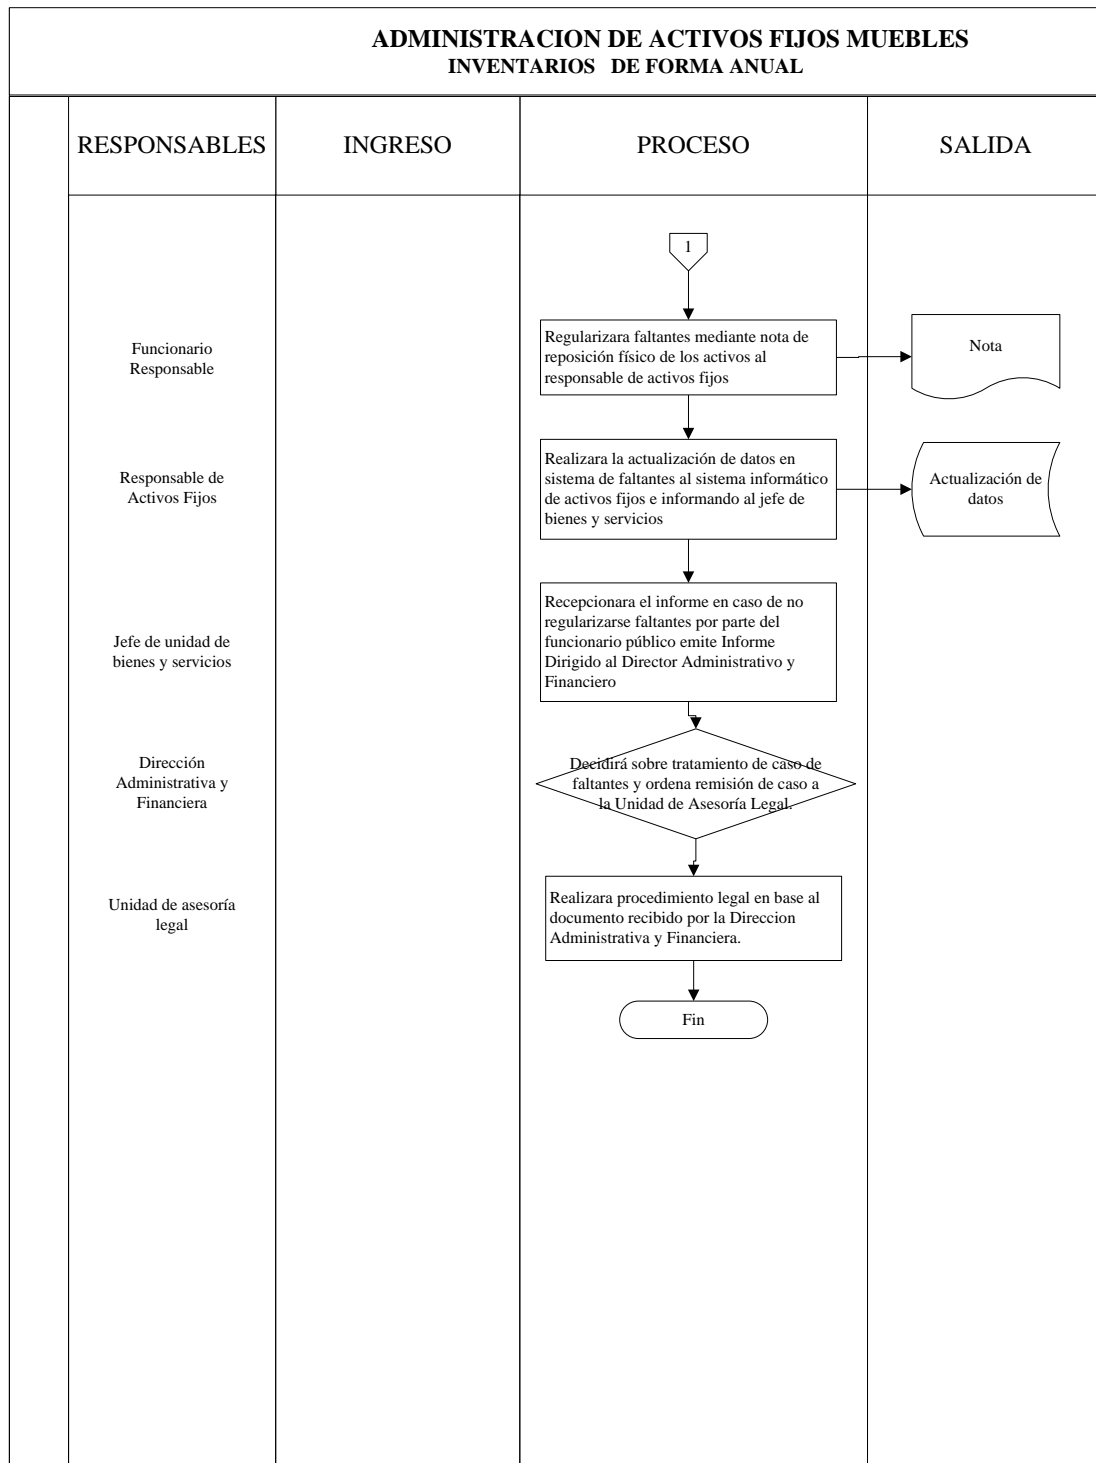 ADMINISTRACION DE ACTIVOS FIJOS MUEBLES
INVENTARIOS DE FORMA ANUAL
RESPONSABLES
INGRESO
PROCESO
SALIDA
1
Funcionario
Responsable
Regularizara faltantes mediante nota de
reposición físico de los activos al
responsable de activos fijos
Nota
Responsable de
Activos Fijos
Realizara la actualización de datos en
sistema de faltantes al sistema informático
de activos fijos e informando al jefe de
bienes y servicios
Actualización de
datos
Jefe de unidad de
bienes y servicios
Recepcionara el informe en caso de no
regularizarse faltantes por parte del
funcionario público emite Informe
Dirigido al Director Administrativo y
Financiero
Dirección
Administrativa y
Financiera
Decidirá sobre tratamiento de caso de
faltantes y ordena remisión de caso a
la Unidad de Asesoría Legal.
Unidad de asesoría
legal
Realizara procedimiento legal en base al
documento recibido por la Direccion
Administrativa y Financiera.
Fin